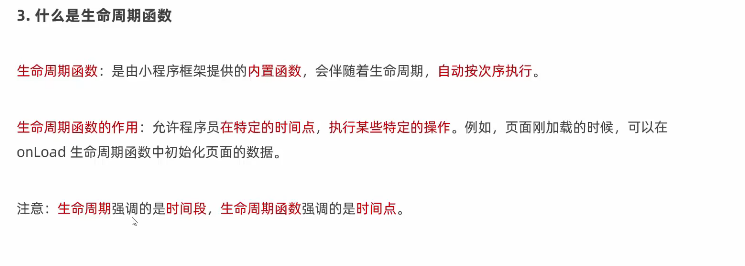 3. 什么是生命周期函数
生命周期函数：是由小程序框架提供的内置函数，会伴随着生命周期，自动按次序执行。
生命周期函数的作用：允许程序员在特定的时间点，执行某些特定的操作。例如，页面刚加载的时候，可以在
onLoad 生命周期函数中初始化页面的数据。
注意：生命周期强调的是时间段，生命周期函数强调的是时间点。